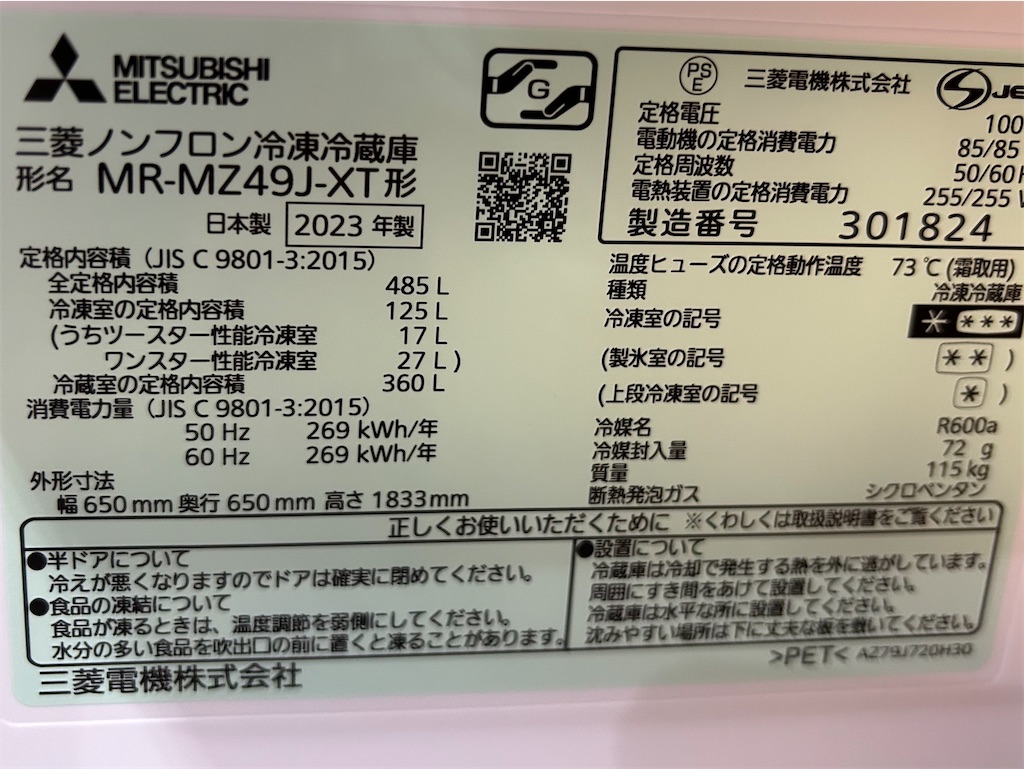 MITSUBISHI
ELECTRIC
G
三菱ノンフロン冷凍冷蔵庫
形名 MR-MZ49J-XT形
日本製 2023 年製
定格内容積（JIS C 9801-3:2015）
全定格内容積 485 L
冷凍室の定格内容積 125 L
(うちツースター性能冷凍室 17 L
ワンスター性能冷凍室 27 L )
冷蔵室の定格内容積 360 L
消費電力量（JIS C 9801-3:2015）
50 Hz 269 kWh/年
60 Hz 269 kWh/年
外形寸法
幅 650 mm 奥行 650 mm 高さ 1833mm
PS
E
三菱電機株式会社
定格電圧 100
電動機の定格消費電力 85/85
定格周波数 50/60
電熱装置の定格消費電力 255/255
製造番号 301824
温度ヒューズの定格動作温度 73 ℃ (霜取用)
種類 冷凍冷蔵庫
冷凍室の記号 * ***
(製氷室の記号 ** )
(上段冷凍室の記号 * )
冷媒名 R600a
冷媒封入量 72 g
質量 115 kg
断熱発泡ガス シクロペンタン
正しくお使いいただくために ※くわしくは取扱説明書をご覧ください
●半ドアについて
冷えが悪くなりますのでドアは確実に閉めてください。
●食品の凍結について
食品が凍るときは、温度調節を弱側にしてください。
水分の多い食品を吹出口の前に置くと凍ることがあります。
●設置について
冷蔵庫は冷却で発生する熱を外に逃がしています。
周囲にすき間をあけて設置してください。
冷蔵庫は水平な所に設置してください。
沈みやすい場所は下に丈夫な板を敷いてください。
三菱電機株式会社
>PET< A279J720H30